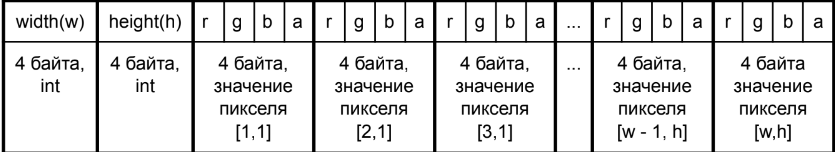 width(w) height(h) r g b a r g b a r g b a ... r g b a r g b a
4 байта, 4 байта, 4 байта, 4 байта, 4 байта, ... 4 байта, 4 байта,
int int значение значение значение значение значение
пикселя пикселя пикселя пикселя пикселя
[1,1] [2,1] [3,1] [w - 1, h] [w,h]